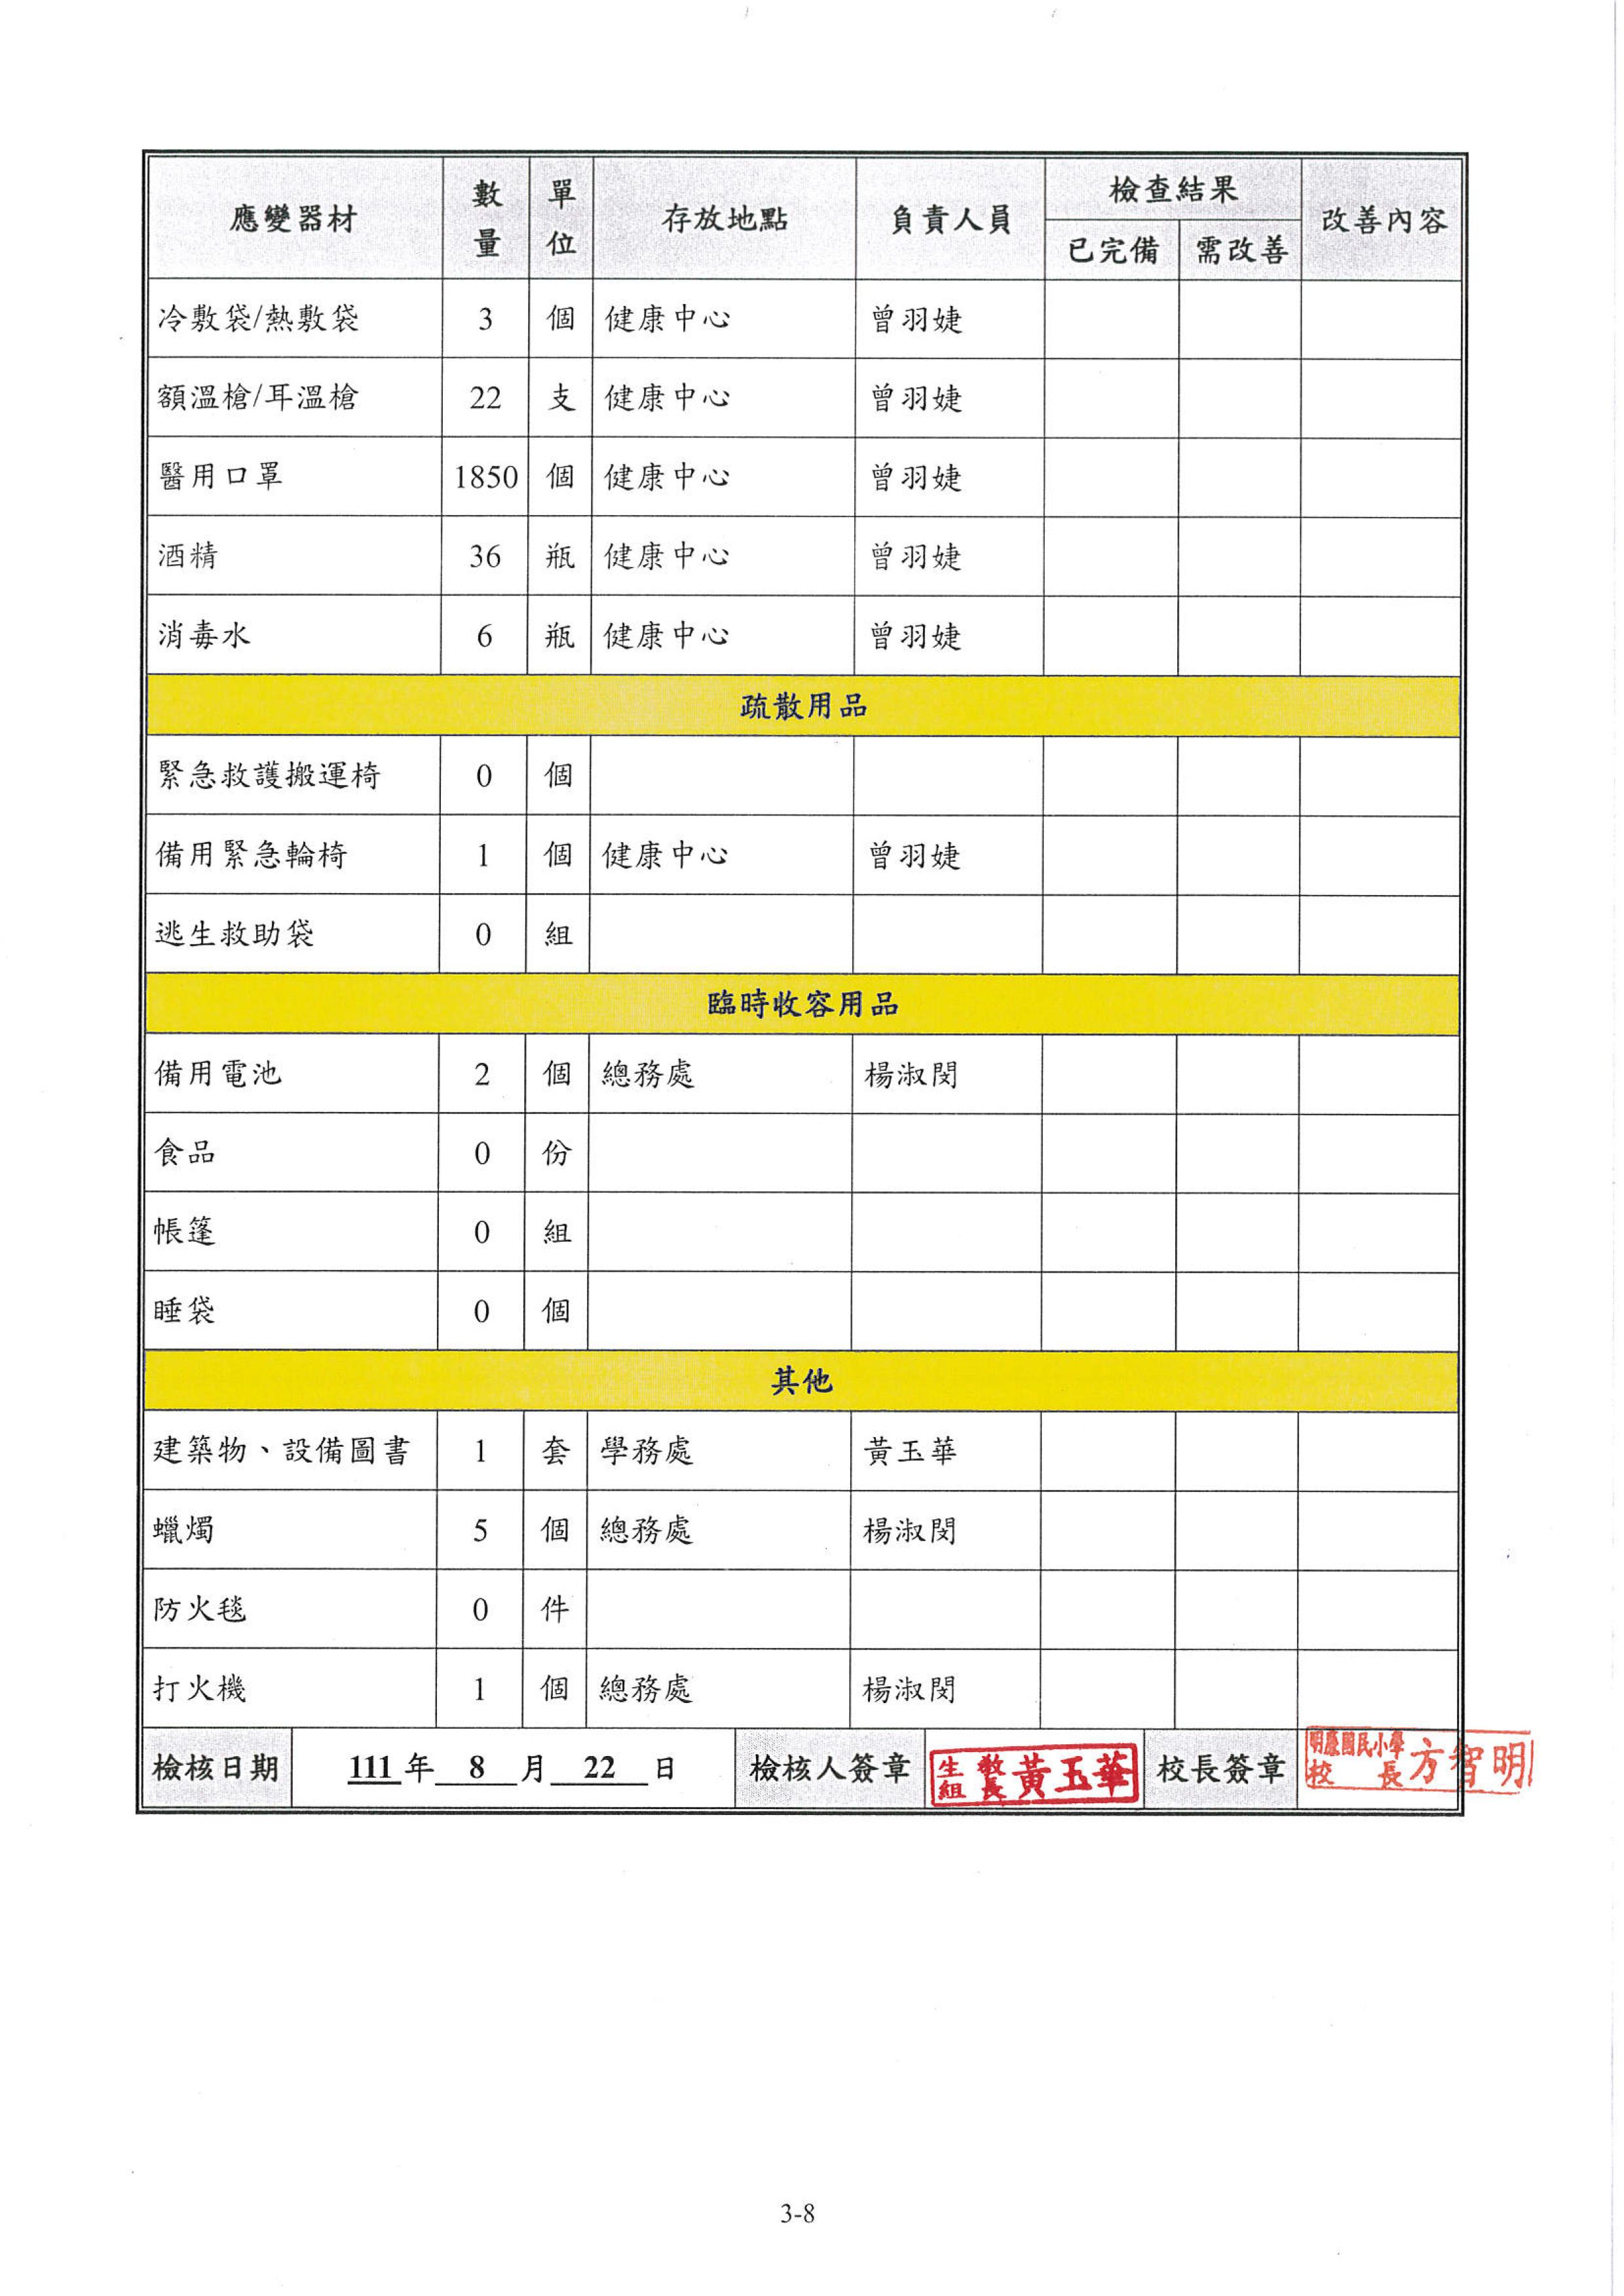 應變器材 數量 單位 存放地點 負責人員 檢查結果 改善內容
已完備 需改善
冷敷袋/熱敷袋 3 個 健康中心 曾羽婕
額溫槍/耳溫槍 22 支 健康中心 曾羽婕
醫用口罩 1850 個 健康中心 曾羽婕
酒精 36 瓶 健康中心 曾羽婕
消毒水 6 瓶 健康中心 曾羽婕
疏散用品
緊急救護搬運椅 0 個
備用緊急輪椅 1 個 健康中心 曾羽婕
逃生救助袋 0 組
臨時收容用品
備用電池 2 個 總務處 楊淑閔
食品 0 份
帳篷 0 組
睡袋 0 個
其他
建築物、設備圖書 1 套 學務處 黃玉華
蠟燭 5 個 總務處 楊淑閔
防火毯 0 件
打火機 1 個 總務處 楊淑閔
檢核日期 111 年 8 月 22 日 檢核人簽章 生教組長 黃玉華 校長簽章 明廉國民小學校長 方智明
3-8